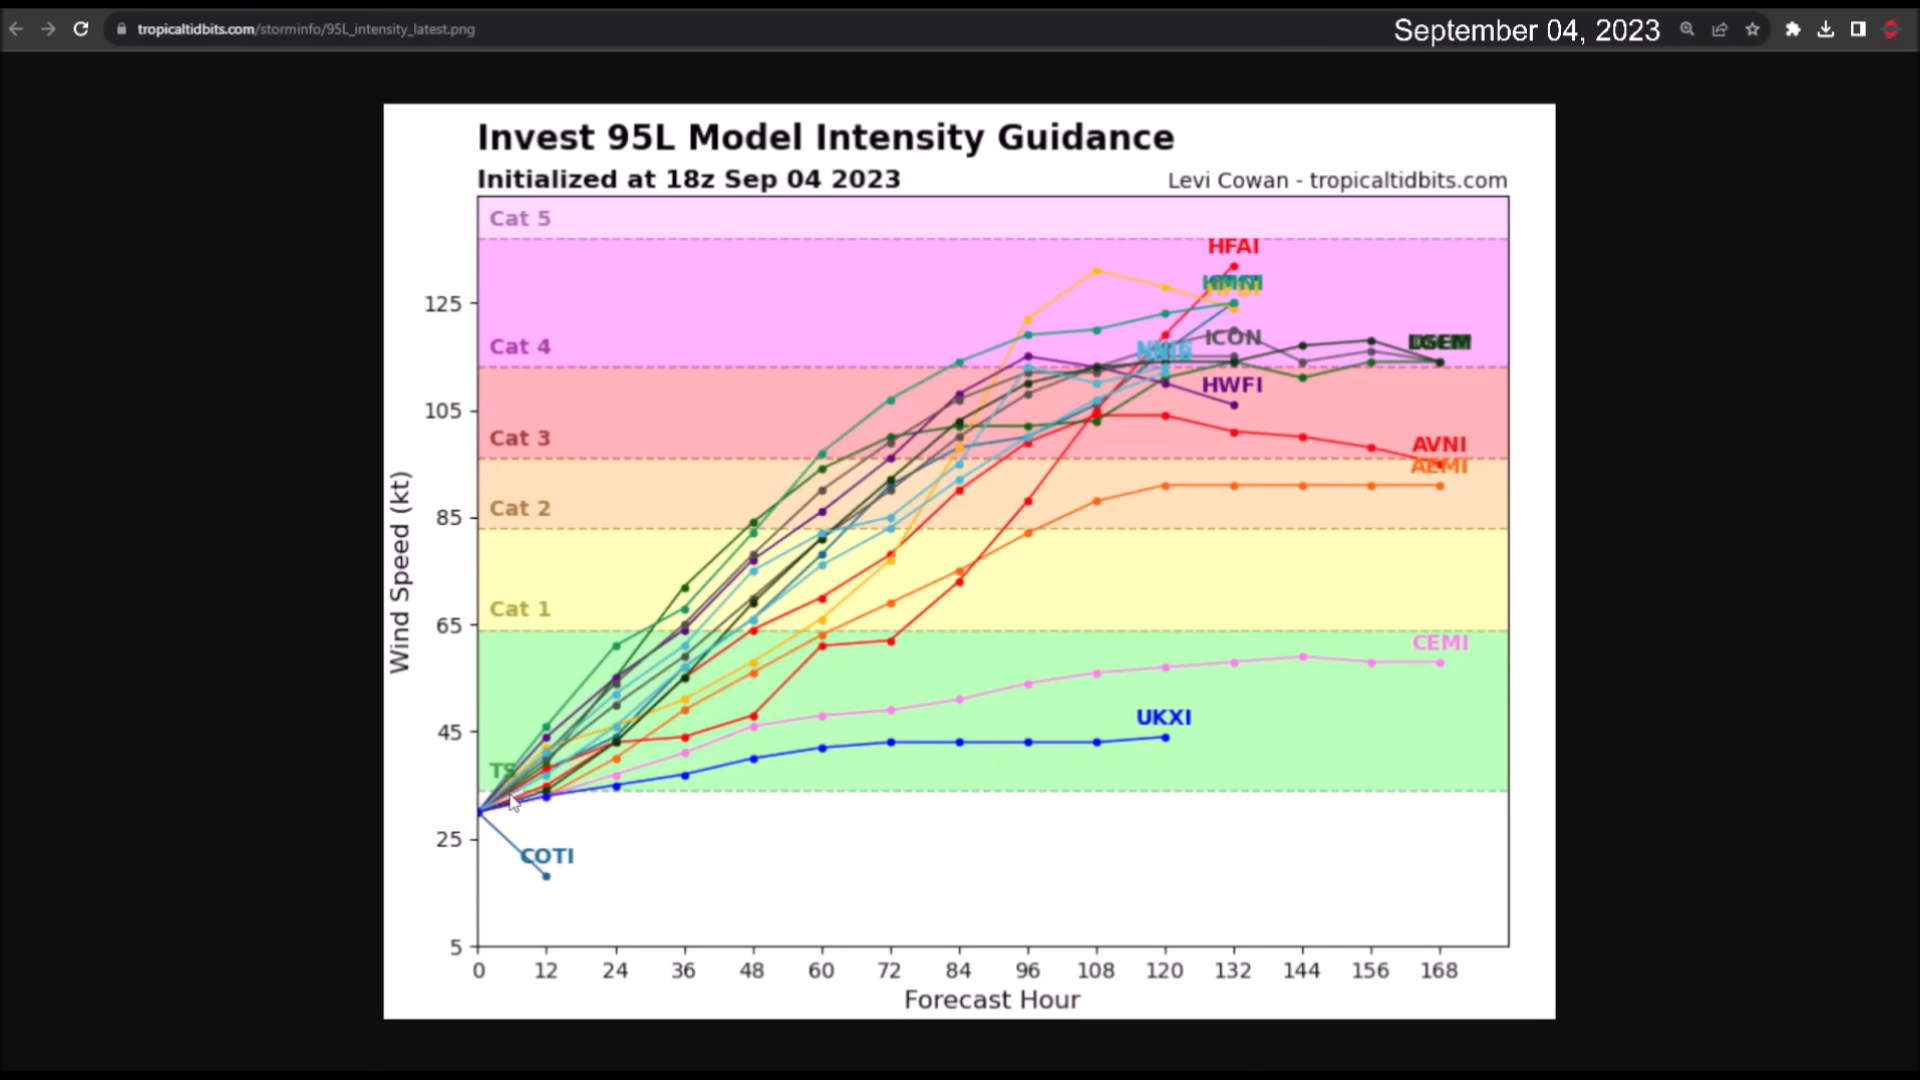 tropicaltidbits.com/storminfo/95L_intensity_latest.png
September 04, 2023
Invest 95L Model Intensity Guidance
Initialized at 18z Sep 04 2023
Levi Cowan - tropicaltidbits.com
Cat 5
HFAI
125
ICON
Cat 4
HWFI
105
Cat 3
AVNI
AEMI
85
Cat 2
65
Cat 1
CEMI
45
UKXI
TS
25
COTI
5
Wind Speed (kt)
0 12 24 36 48 60 72 84 96 108 120 132 144 156 168
Forecast Hour